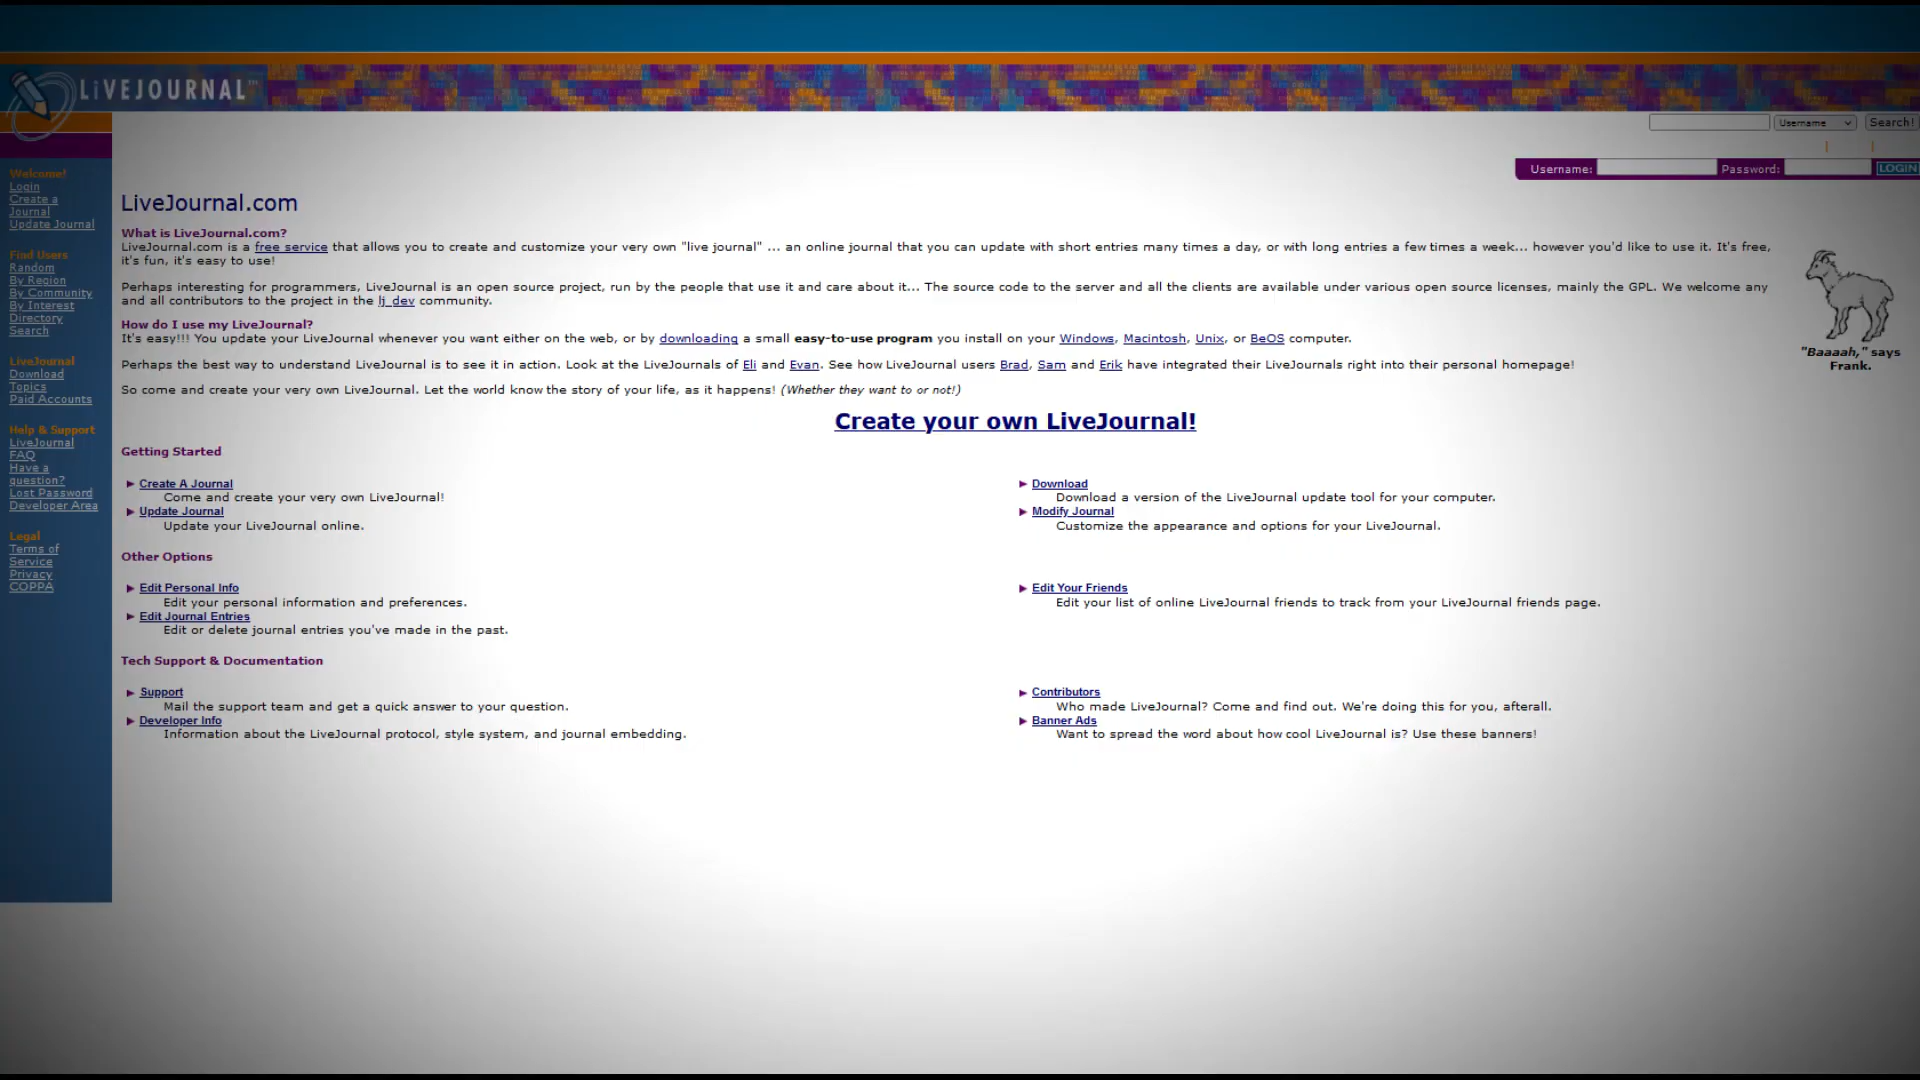 LiVEJOURNAL™
Username
Search!
Username:
Password:
LOGIN
Welcome!
Login
Create a
Journal
Update Journal
Find Users
Random
By Region
By Community
By Interest
Directory
Search
LiveJournal
Download
Topics
Paid Accounts
Help & Support
LiveJournal
FAQ
Have a
question?
Lost Password
Developer Area
Legal
Terms of
Service
Privacy
COPPA
LiveJournal.com
What is LiveJournal.com?
LiveJournal.com is a free service that allows you to create and customize your very own "live journal" ... an online journal that you can update with short entries many times a day, or with long entries a few times a week... however you'd like to use it. It's free,
it's fun, it's easy to use!
Perhaps interesting for programmers, LiveJournal is an open source project, run by the people that use it and care about it... The source code to the server and all the clients are available under various open source licenses, mainly the GPL. We welcome any
and all contributors to the project in the lj_dev community.
How do I use my LiveJournal?
It's easy!!! You update your LiveJournal whenever you want either on the web, or by downloading a small easy-to-use program you install on your Windows, Macintosh, Unix, or BeOS computer.
Perhaps the best way to understand LiveJournal is to see it in action. Look at the LiveJournals of Eli and Evan. See how LiveJournal users Brad, Sam and Erik have integrated their LiveJournals right into their personal homepage!
So come and create your very own LiveJournal. Let the world know the story of your life, as it happens! (Whether they want to or not!)
"Baaaah," says
Frank.
Create your own LiveJournal!
Getting Started
Create A Journal
Come and create your very own LiveJournal!
Update Journal
Update your LiveJournal online.
Download
Download a version of the LiveJournal update tool for your computer.
Modify Journal
Customize the appearance and options for your LiveJournal.
Other Options
Edit Personal Info
Edit your personal information and preferences.
Edit Journal Entries
Edit or delete journal entries you've made in the past.
Edit Your Friends
Edit your list of online LiveJournal friends to track from your LiveJournal friends page.
Tech Support & Documentation
Support
Mail the support team and get a quick answer to your question.
Developer Info
Information about the LiveJournal protocol, style system, and journal embedding.
Contributors
Who made LiveJournal? Come and find out. We're doing this for you, afterall.
Banner Ads
Want to spread the word about how cool LiveJournal is? Use these banners!